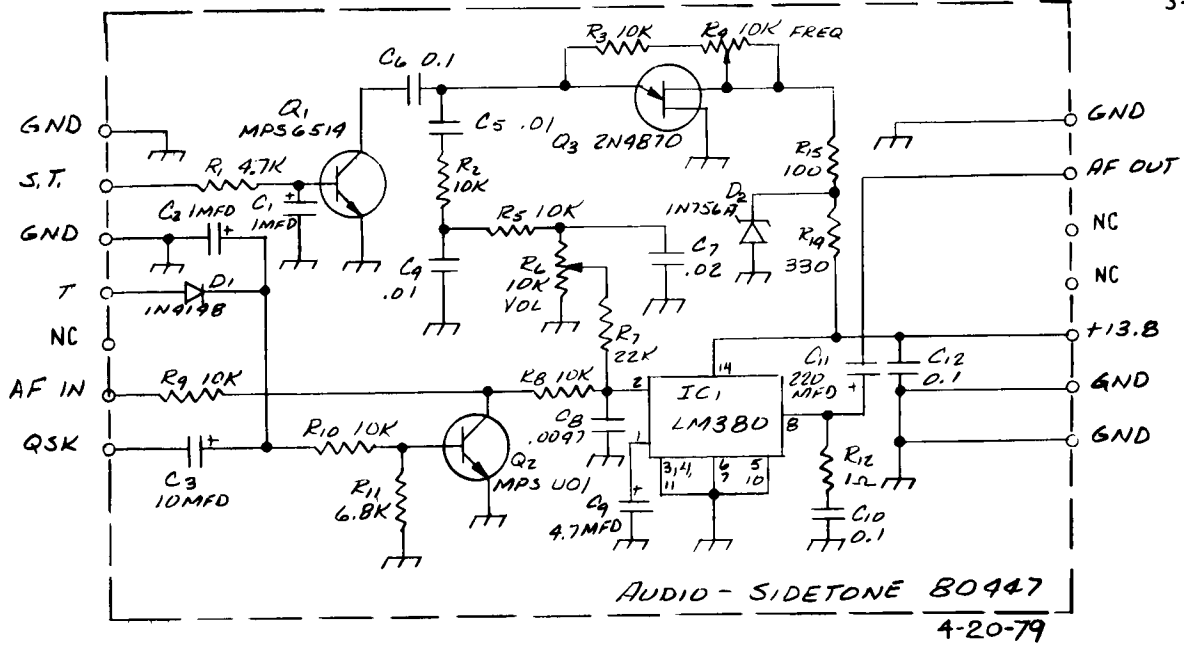 3-
R3 10K
R4 10K FREQ
C6 0.1
Q1
MPS6514
C5 .01
Q3 2N4870
GND
GND
R1 4.7K
S.T.
R2
10K
R15
100
AF OUT
C2 1MFD
C1
1MFD
D2
1N756A
R5 10K
GND
NC
R14
330
C7
.02
R6
10K
VOL
C4
.01
T
D1
1N4148
NC
NC
R7
22K
+13.8
C11
220
MFD
+
C12
0.1
AF IN
R9 10K
R8 10K
2
14
IC1
LM380
8
1
GND
C8
.0047
QSK
C3
10MFD
R10 10K
Q2
MPS U01
R11
6.8K
3,4,
11
6
7
5
10
GND
C9
4.7MFD
R12
1Ω
C10
0.1
AUDIO - SIDETONE 80447
4-20-79